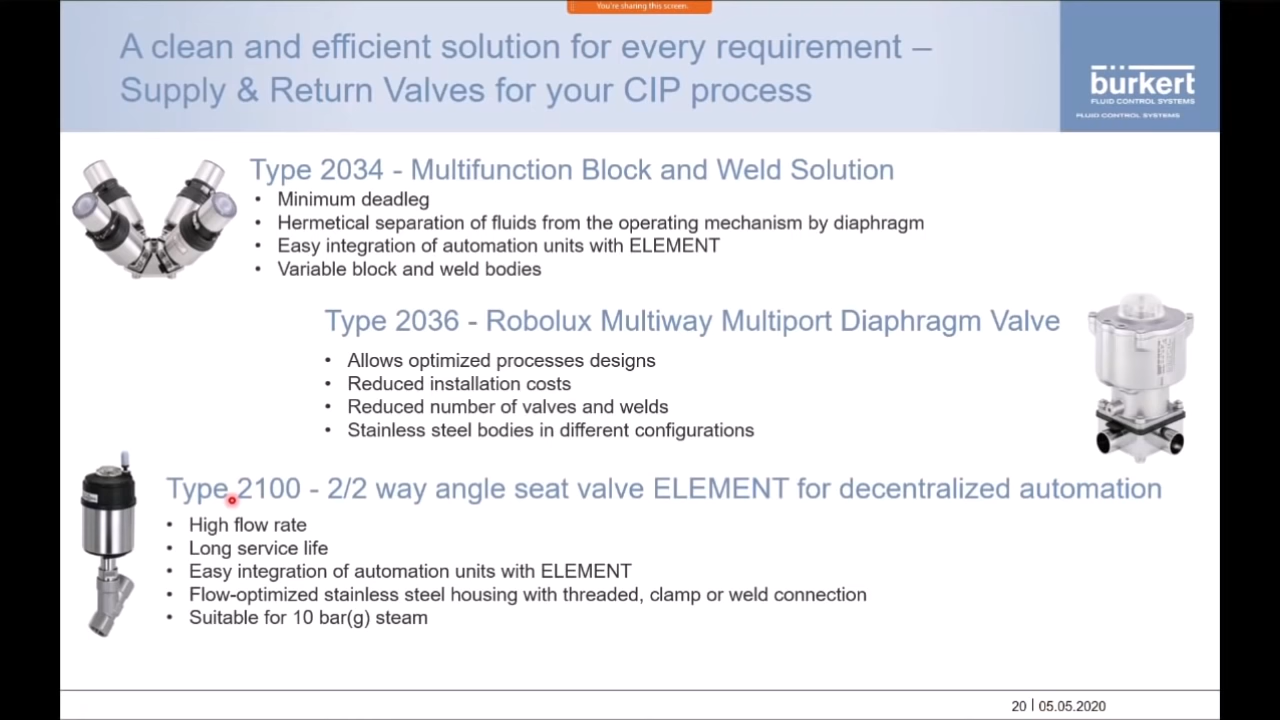 You're sharing this screen.
A clean and efficient solution for every requirement –
Supply & Return Valves for your CIP process
bürkert
FLUID CONTROL SYSTEMS
FLUID CONTROL SYSTEMS
Type 2034 - Multifunction Block and Weld Solution
• Minimum deadleg
• Hermetical separation of fluids from the operating mechanism by diaphragm
• Easy integration of automation units with ELEMENT
• Variable block and weld bodies
Type 2036 - Robolux Multiway Multiport Diaphragm Valve
• Allows optimized processes designs
• Reduced installation costs
• Reduced number of valves and welds
• Stainless steel bodies in different configurations
Type 2100 - 2/2 way angle seat valve ELEMENT for decentralized automation
• High flow rate
• Long service life
• Easy integration of automation units with ELEMENT
• Flow-optimized stainless steel housing with threaded, clamp or weld connection
• Suitable for 10 bar(g) steam
20 | 05.05.2020